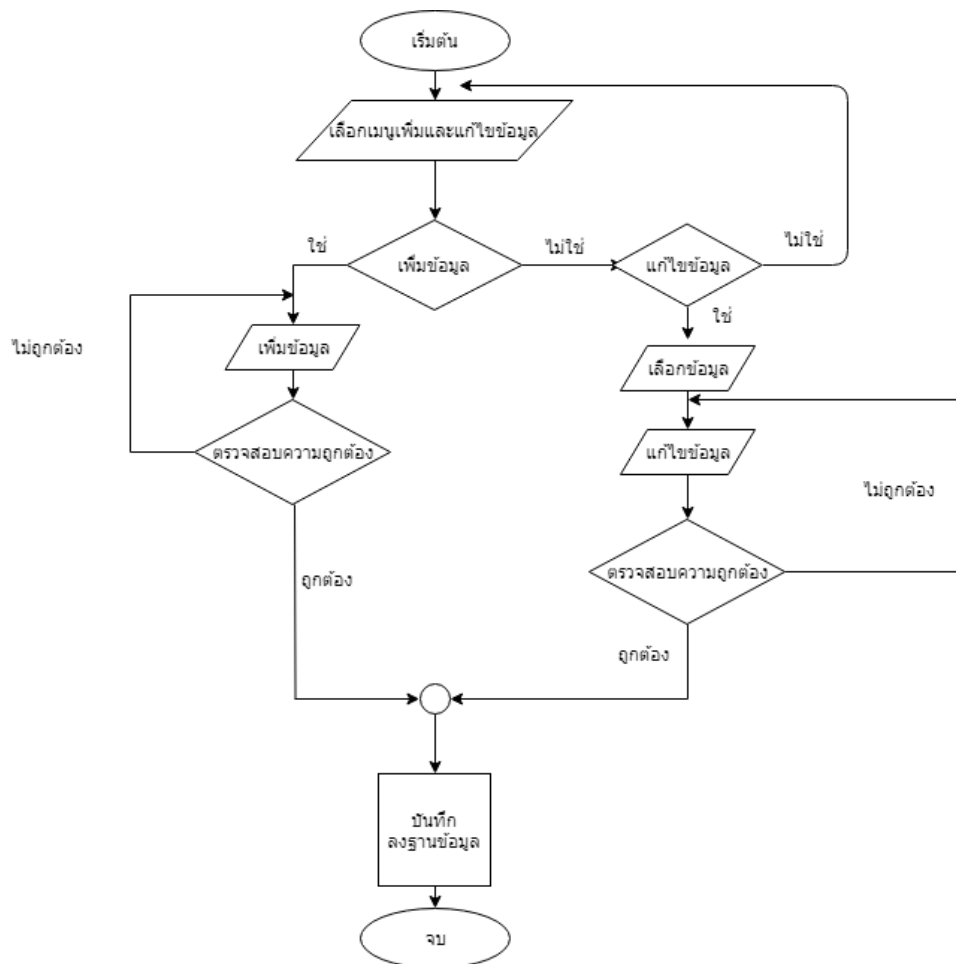 เริ่มต้น
เลือกเมนูเพิ่มและแก้ไขข้อมูล
ใช่
เพิ่มข้อมูล
ไม่ใช่
แก้ไขข้อมูล
ไม่ใช่
ใช่
ไม่ถูกต้อง
เพิ่มข้อมูล
เลือกข้อมูล
ตรวจสอบความถูกต้อง
แก้ไขข้อมูล
ไม่ถูกต้อง
ถูกต้อง
ตรวจสอบความถูกต้อง
ถูกต้อง
บันทึก
ลงฐานข้อมูล
จบ